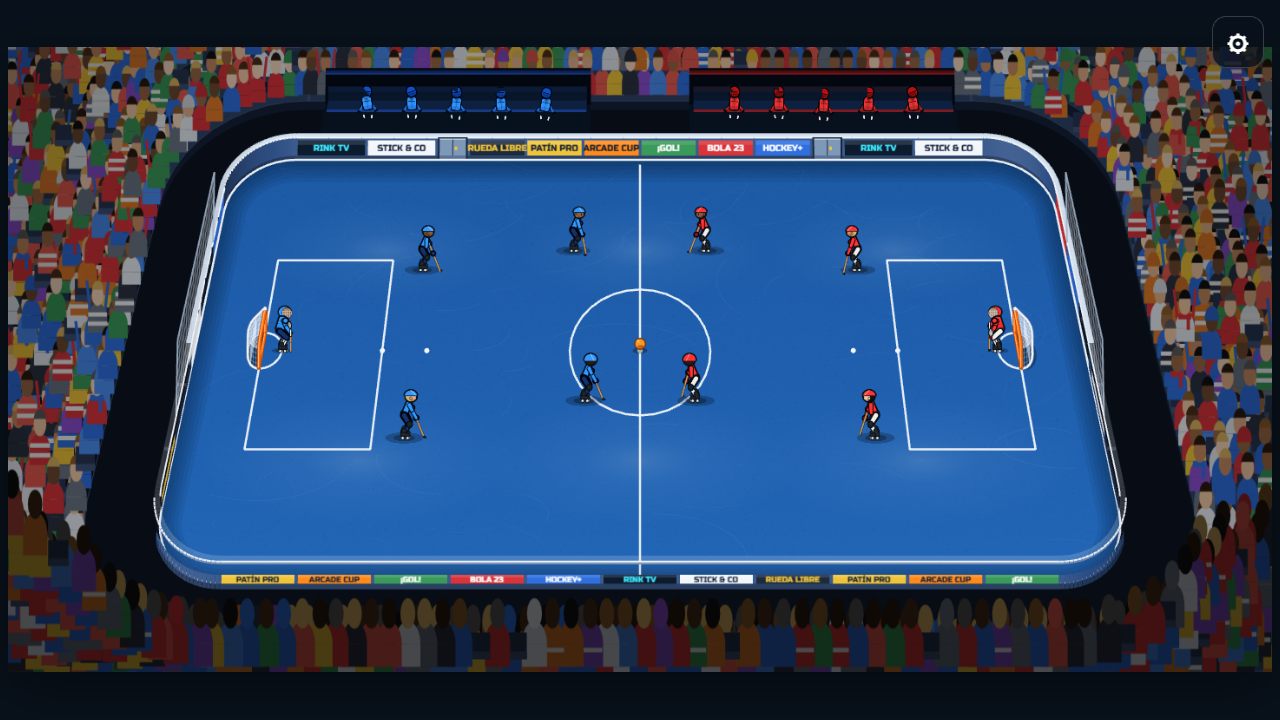 RINK TV STICK & CO RUEDA LIBRE PATÍN PRO ARCADE CUP ¡GOL! BOLA 23 HOCKEY+ RINK TV STICK & CO
PATÍN PRO ARCADE CUP ¡GOL! BOLA 23 HOCKEY+ RINK TV STICK & CO RUEDA LIBRE PATÍN PRO ARCADE CUP ¡GOL!